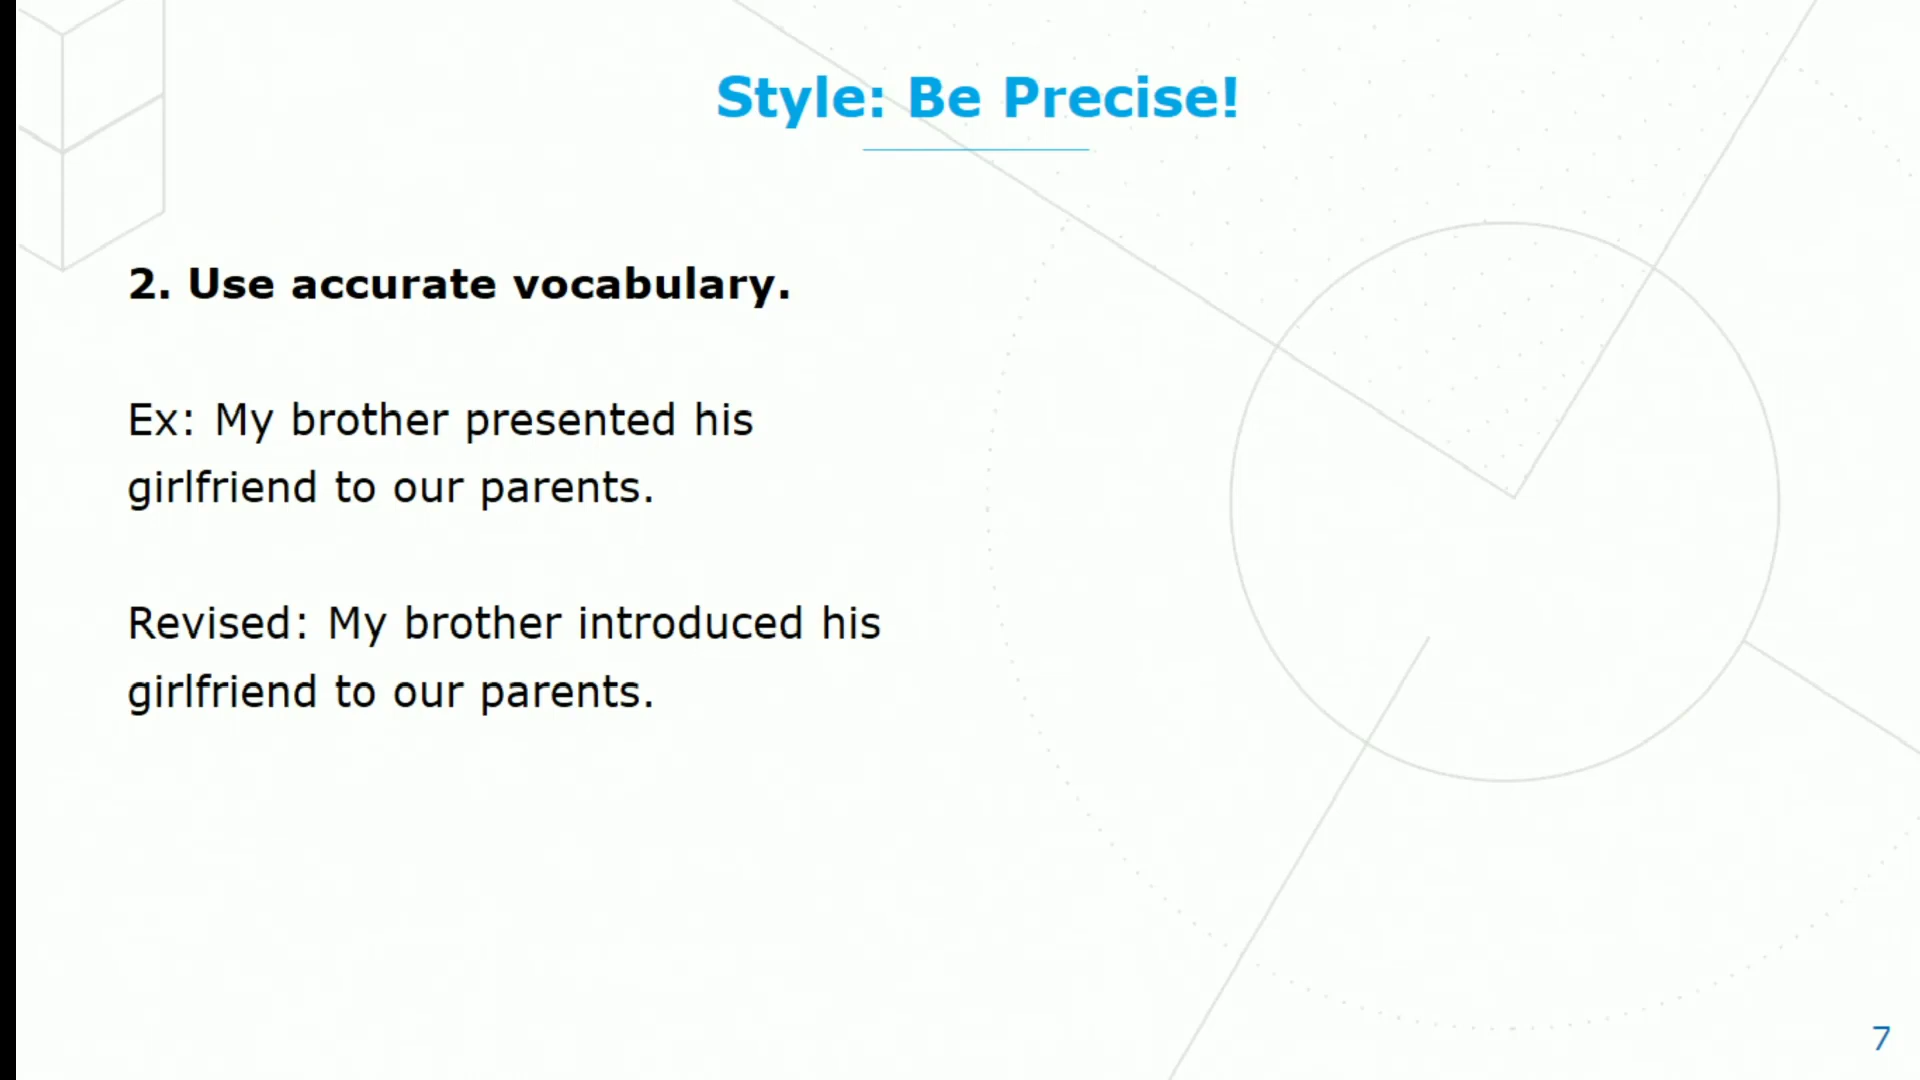 Style: Be Precise!
2. Use accurate vocabulary.
Ex: My brother presented his
girlfriend to our parents.
Revised: My brother introduced his
girlfriend to our parents.
7